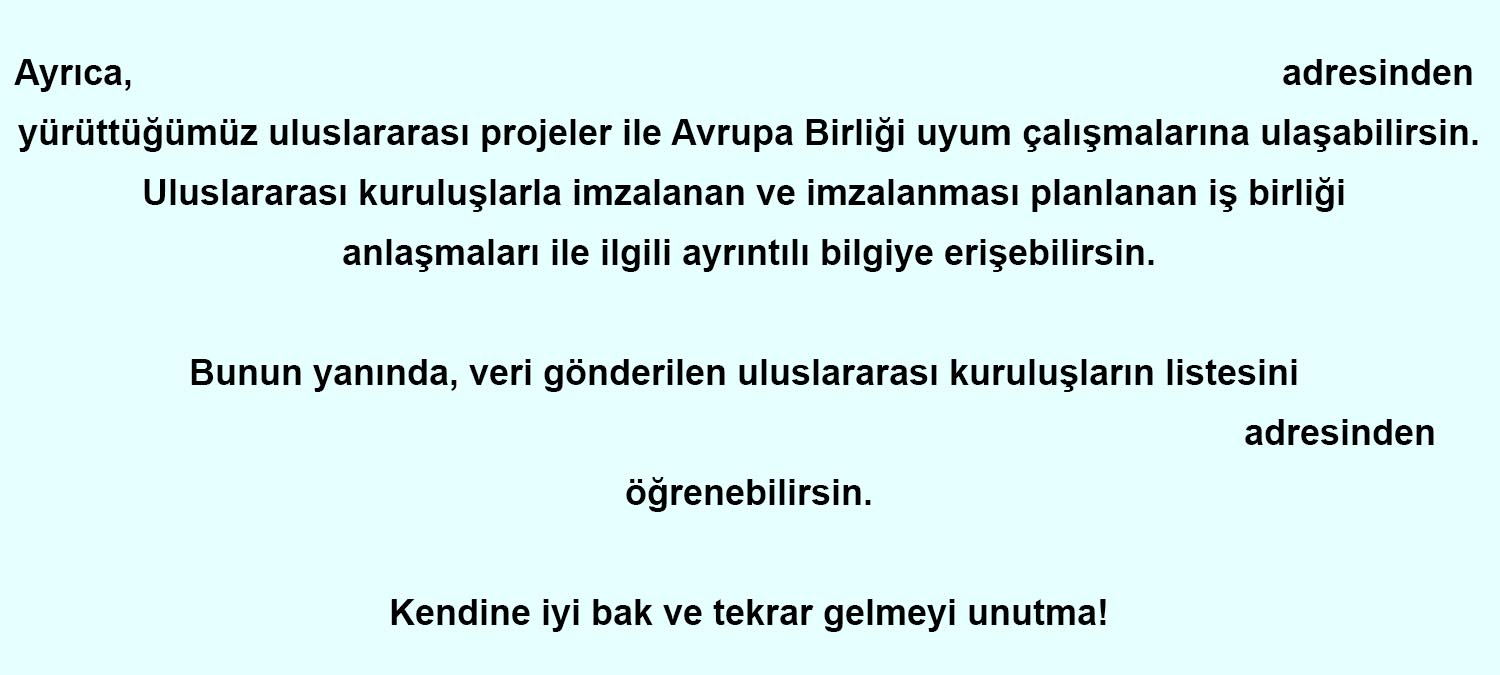 Ayrıca, adresinden
yürüttüğümüz uluslararası projeler ile Avrupa Birliği uyum çalışmalarına ulaşabilirsin.
Uluslararası kuruluşlarla imzalanan ve imzalanması planlanan iş birliği
anlaşmaları ile ilgili ayrıntılı bilgiye erişebilirsin.
Bunun yanında, veri gönderilen uluslararası kuruluşların listesini
adresinden
öğrenebilirsin.
Kendine iyi bak ve tekrar gelmeyi unutma!